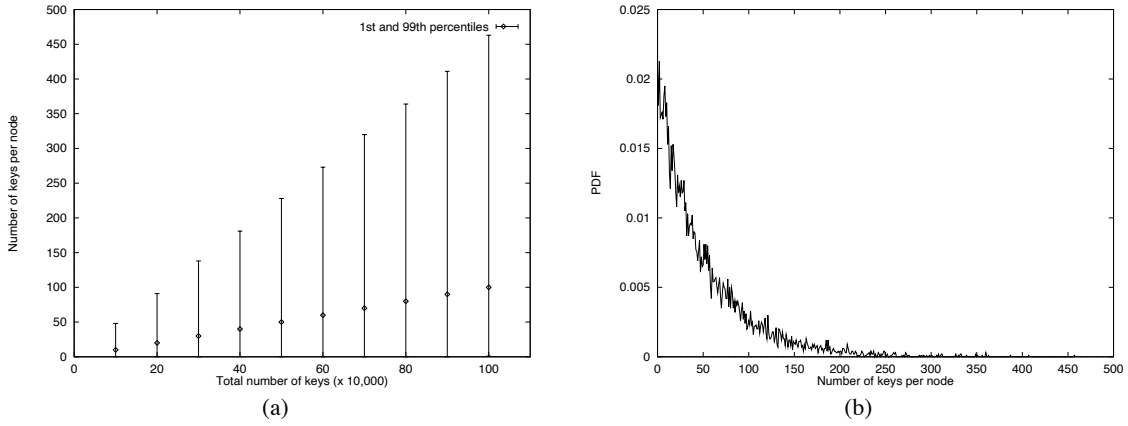 500
450
400
350
300
250
200
150
100
50
0
Number of keys per node
1st and 99th percentiles
0 20 40 60 80 100
Total number of keys (x 10,000)
(a)
0.025
0.02
0.015
0.01
0.005
0
PDF
0 50 100 150 200 250 300 350 400 450 500
Number of keys per node
(b)